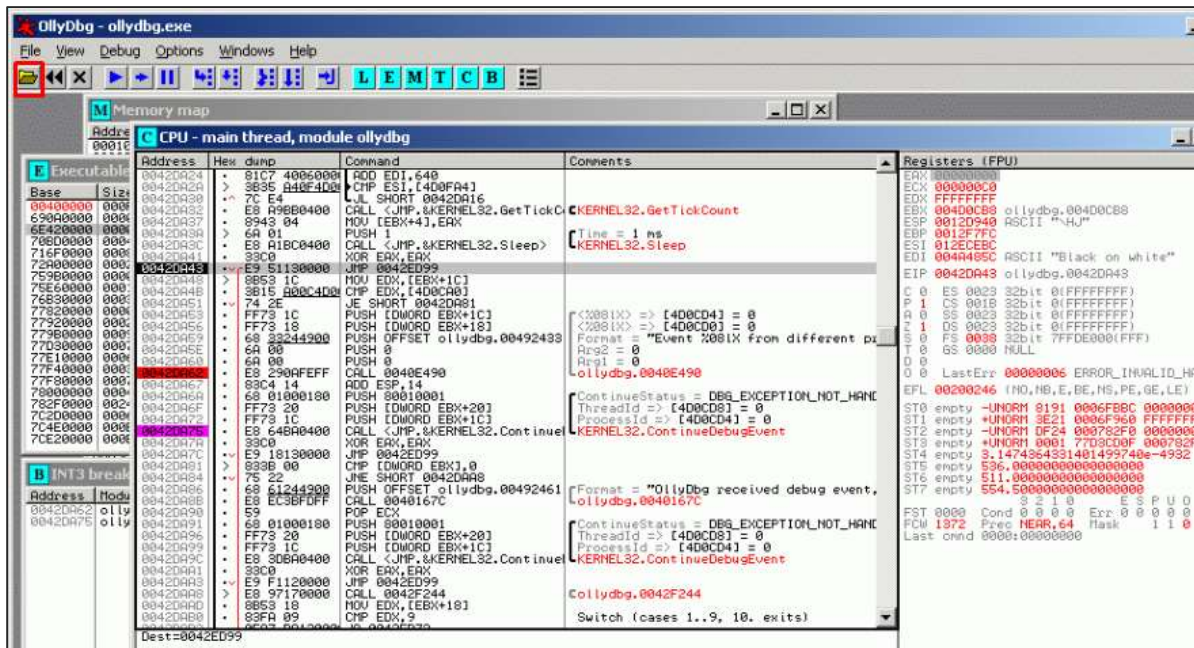 OllyDbg - ollydbg.exe
File View Debug Options Windows Help
L E M T C B
M Memory map
Addre
00010
C CPU - main thread, module ollydbg
E Executable
Base Size
00400000
690A0000
6E420000
708D0000
716F0000
72A00000
759B0000
75E60000
76B30000
77820000
77920000
779B0000
77D30000
77E10000
77F40000
77F80000
78000000
782F0000
7C2D0000
7C4E0000
7CE20000
B INT3 break
Address Modu
0042DA62 olly
0042DA75 olly
Address Hex dump Command Comments
0042DA24 81C7 40060000 ADD EDI,640
0042DA2A 3B35 A40F4D00 CMP ESI,[4D0FA4]
0042DA30 7C E4 JL SHORT 0042DA16
0042DA32 E8 A9BB0400 CALL <JMP.&KERNEL32.GetTickC KERNEL32.GetTickCount
0042DA37 8943 04 MOV [EBX+4],EAX
0042DA3A 6A 01 PUSH 1 Time = 1 ms
0042DA3C E8 A1BC0400 CALL <JMP.&KERNEL32.Sleep> KERNEL32.Sleep
0042DA41 33C0 XOR EAX,EAX
0042DA43 E9 51130000 JMP 0042ED99
0042DA48 8B53 1C MOV EDX,[EBX+1C]
0042DA4B 3B15 A00C4D00 CMP EDX,[4D0CA0]
0042DA51 74 2E JE SHORT 0042DA81
0042DA53 FF73 1C PUSH [DWORD EBX+1C] <%08lX> => [4D0CD4] = 0
0042DA56 FF73 18 PUSH [DWORD EBX+18] <%08lX> => [4D0CD0] = 0
0042DA59 68 33244900 PUSH OFFSET ollydbg.00492433 Format = "Event %08lX from different pr
0042DA5E 6A 00 PUSH 0 Arg2 = 0
0042DA60 6A 00 PUSH 0 Arg1 = 0
0042DA62 E8 290AFEFF CALL 0040E490 ollydbg.0040E490
0042DA67 83C4 14 ADD ESP,14
0042DA6A 68 01000180 PUSH 80010001 ContinueStatus = DBG_EXCEPTION_NOT_HAND
0042DA6F FF73 20 PUSH [DWORD EBX+20] ThreadId => [4D0CD8] = 0
0042DA72 FF73 1C PUSH [DWORD EBX+1C] ProcessId => [4D0CD4] = 0
0042DA75 E8 64BA0400 CALL <JMP.&KERNEL32.Continue KERNEL32.ContinueDebugEvent
0042DA7A 33C0 XOR EAX,EAX
0042DA7C E9 18130000 JMP 0042ED99
0042DA81 833B 00 CMP [DWORD EBX],0
0042DA84 75 22 JNE SHORT 0042DAA8
0042DA86 68 61244900 PUSH OFFSET ollydbg.00492461 Format = "OllyDbg received debug event,
0042DA8B E8 EC3BFDFF CALL 0040167C ollydbg.0040167C
0042DA90 59 POP ECX
0042DA91 68 01000180 PUSH 80010001 ContinueStatus = DBG_EXCEPTION_NOT_HAND
0042DA96 FF73 20 PUSH [DWORD EBX+20] ThreadId => [4D0CD8] = 0
0042DA99 FF73 1C PUSH [DWORD EBX+1C] ProcessId => [4D0CD4] = 0
0042DA9C E8 3DBA0400 CALL <JMP.&KERNEL32.Continue KERNEL32.ContinueDebugEvent
0042DAA1 33C0 XOR EAX,EAX
0042DAA3 E9 F1120000 JMP 0042ED99
0042DAA8 E8 97170000 CALL 0042F244 ollydbg.0042F244
0042DAAD 8B53 18 MOV EDX,[EBX+18]
0042DAB0 83FA 09 CMP EDX,9 Switch (cases 1..9, 10. exits)
Dest=0042ED99
Registers (FPU)
EAX 00000000
ECX 000000C0
EDX FFFFFFFF
EBX 004D0CB8 ollydbg.004D0CB8
ESP 0012D940 ASCII "~HJ"
EBP 0012F7FC
ESI 012ECEBC
EDI 004A485C ASCII "Black on white"
EIP 0042DA43 ollydbg.0042DA43
C 0 ES 0023 32bit 0(FFFFFFFF)
P 1 CS 001B 32bit 0(FFFFFFFF)
A 0 SS 0023 32bit 0(FFFFFFFF)
Z 1 DS 0023 32bit 0(FFFFFFFF)
S 0 FS 0038 32bit 7FFDE000(FFF)
T 0 GS 0000 NULL
D 0
O 0 LastErr 00000006 ERROR_INVALID_HA
EFL 00200246 (NO,NB,E,BE,NS,PE,GE,LE)
ST0 empty -UNORM 8191 0006FBBC
ST1 empty -UNORM 3E21 0006F960
ST2 empty -UNORM DF24 000782F0
ST3 empty +UNORM 0001 77D3CD0F 000782F
ST4 empty 3.1474364331401499740e-4932
ST5 empty 536.00000000000000000
ST6 empty 511.00000000000000000
ST7 empty 554.50000000000000000
3 2 1 0 E S P U O
FST 0000 Cond 0 0 0 0 Err 0 0 0 0 0
FCW 1372 Prec NEAR,64 Mask 1 1 0
Last cmnd 0000:00000000